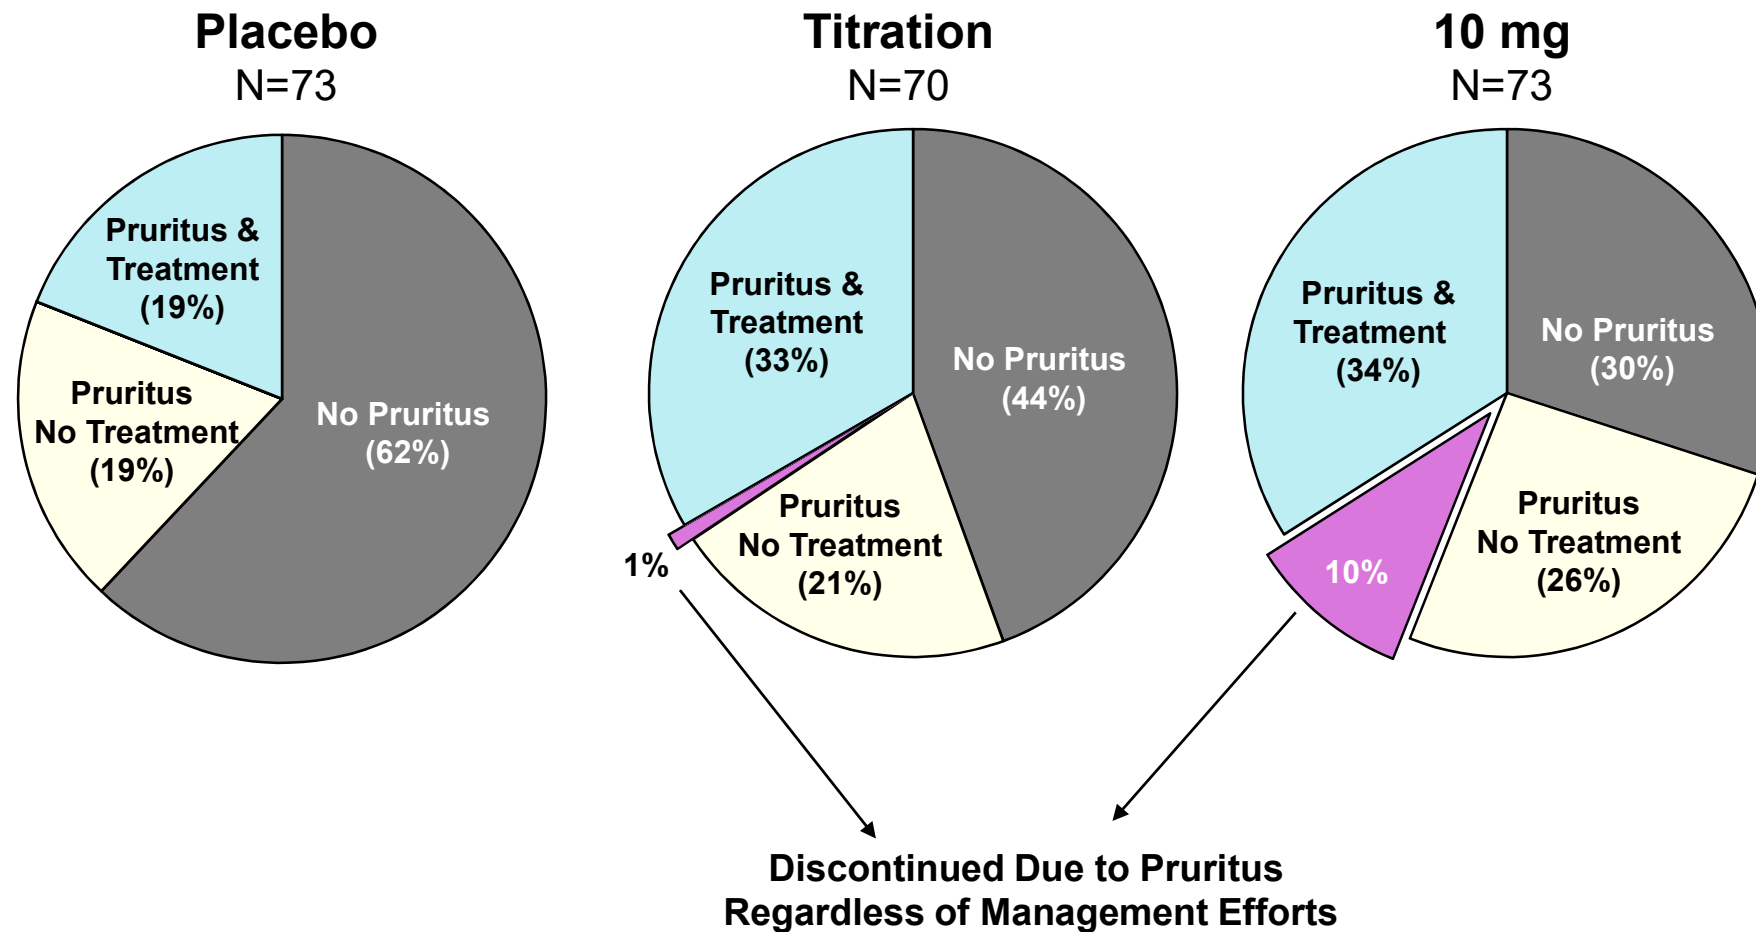 Placebo
N=73
Pruritus &
Treatment
(19%)
Pruritus
No Treatment
(19%)
No Pruritus
(62%)
Titration
N=70
Pruritus &
Treatment
(33%)
No Pruritus
(44%)
Pruritus
No Treatment
(21%)
1%
10 mg
N=73
Pruritus &
Treatment
(34%)
No Pruritus
(30%)
Pruritus
No Treatment
(26%)
10%
Discontinued Due to Pruritus
Regardless of Management Efforts